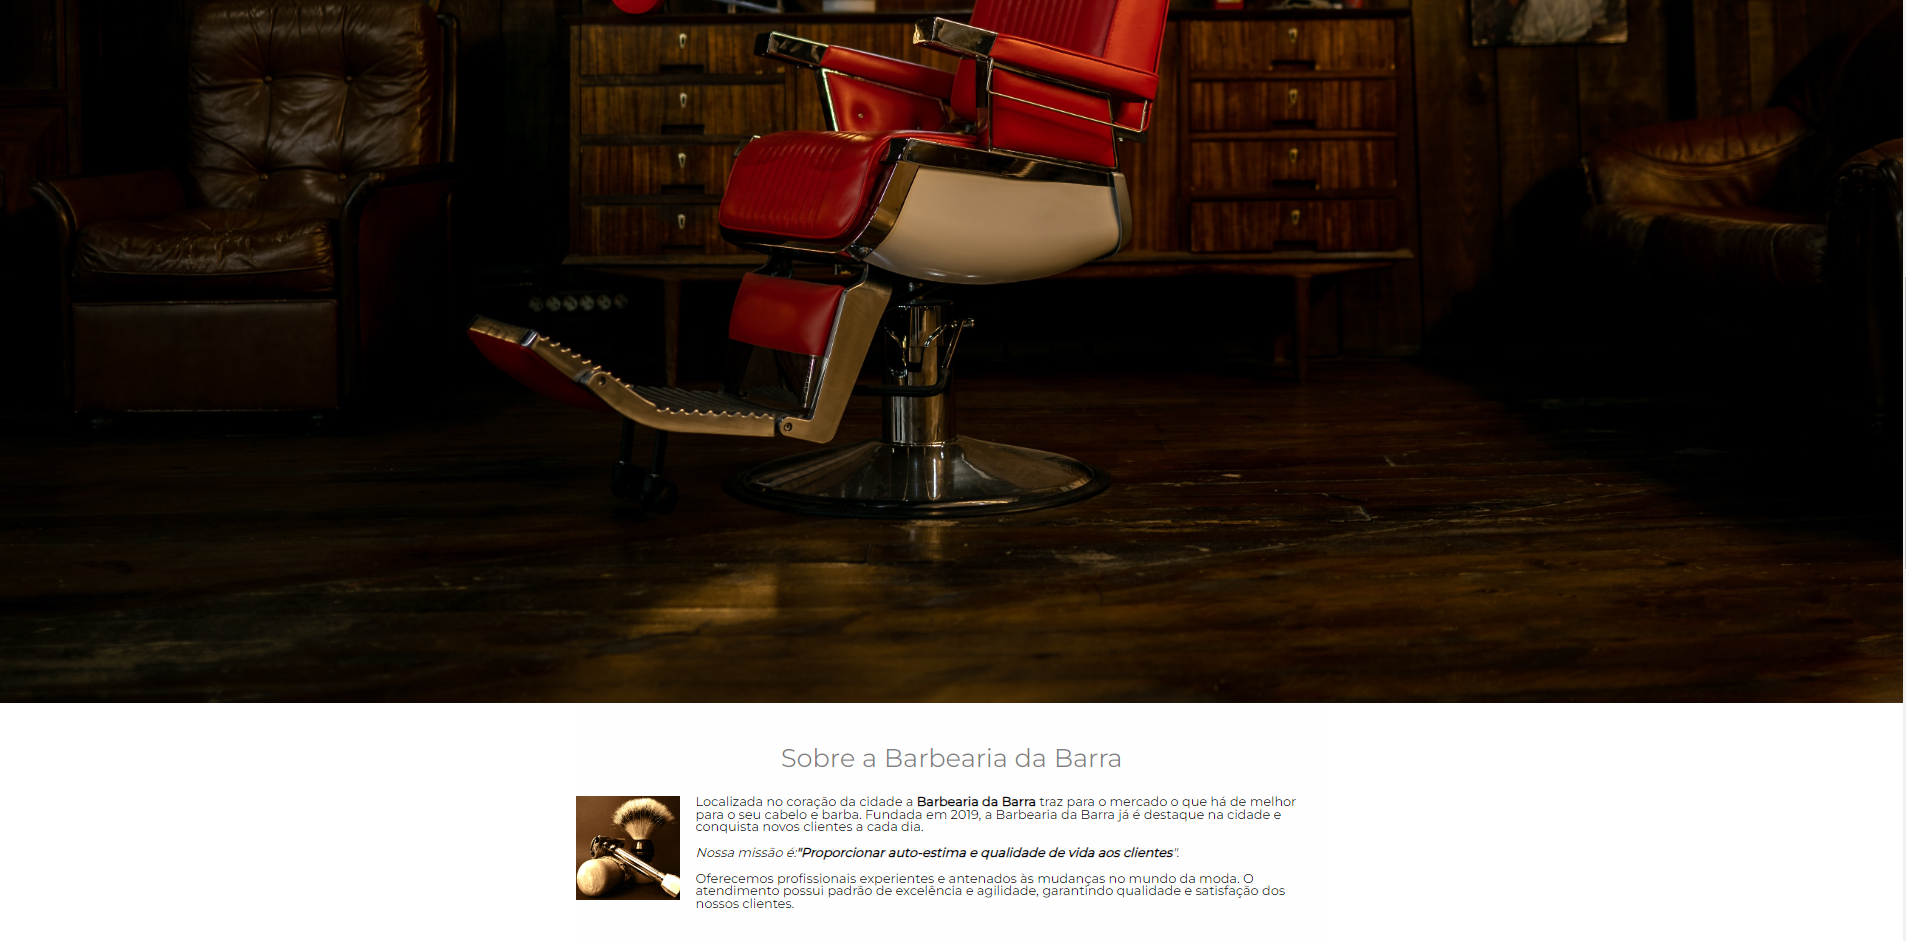 Sobre a Barbearia da Barra
Localizada no coração da cidade a Barbearia da Barra traz para o mercado o que há de melhor
para o seu cabelo e barba. Fundada em 2019, a Barbearia da Barra já é destaque na cidade e
conquista novos clientes a cada dia.
Nossa missão é:"Proporcionar auto-estima e qualidade de vida aos clientes".
Oferecemos profissionais experientes e antenados às mudanças no mundo da moda. O
atendimento possui padrão de excelência e agilidade, garantindo qualidade e satisfação dos
nossos clientes.